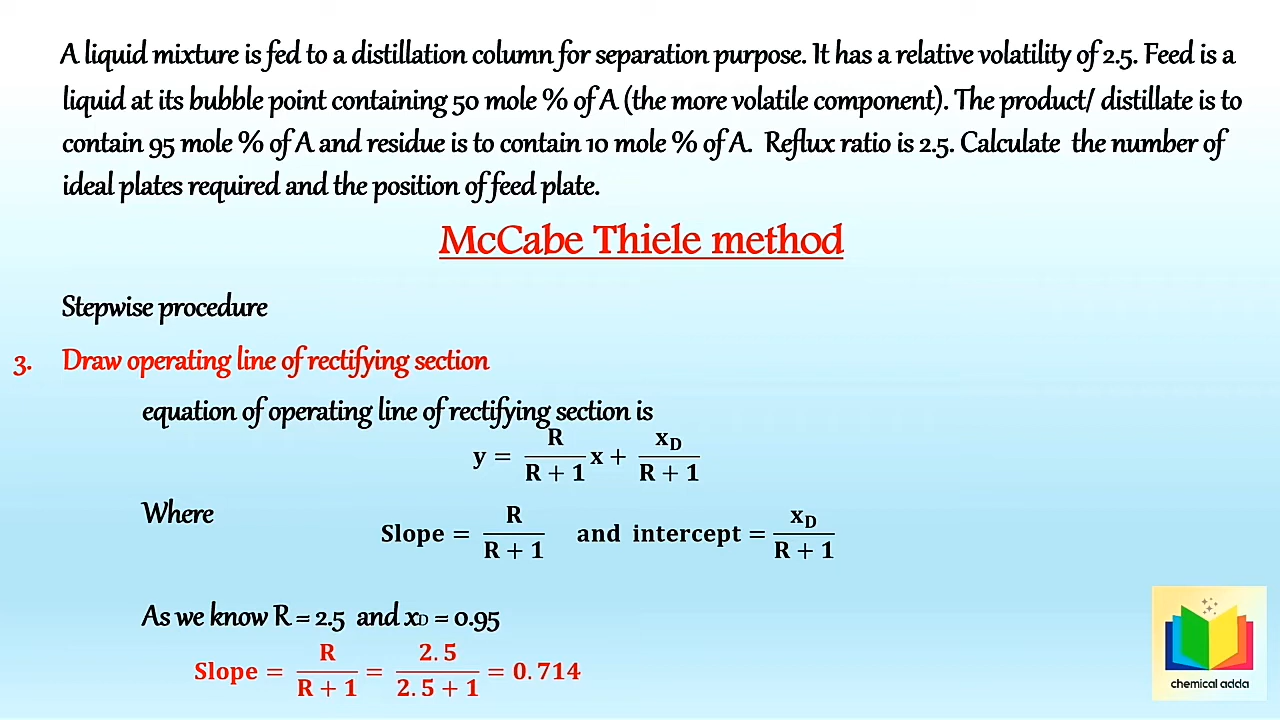 A liquid mixture is fed to a distillation column for separation purpose. It has a relative volatility of 2.5. Feed is a
liquid at its bubble point containing 50 mole % of A (the more volatile component). The product/ distillate is to
contain 95 mole % of A and residue is to contain 10 mole % of A. Reflux ratio is 2.5. Calculate the number of
ideal plates required and the position of feed plate.
McCabe Thiele method
Stepwise procedure
3. Draw operating line of rectifying section
equation of operating line of rectifying section is
y = R / R + 1 x + x_D / R + 1
Where
Slope = R / R + 1 and intercept = x_D / R + 1
As we know R = 2.5 and x_D = 0.95
Slope = R / R + 1 = 2.5 / 2.5 + 1 = 0.714
chemical adda